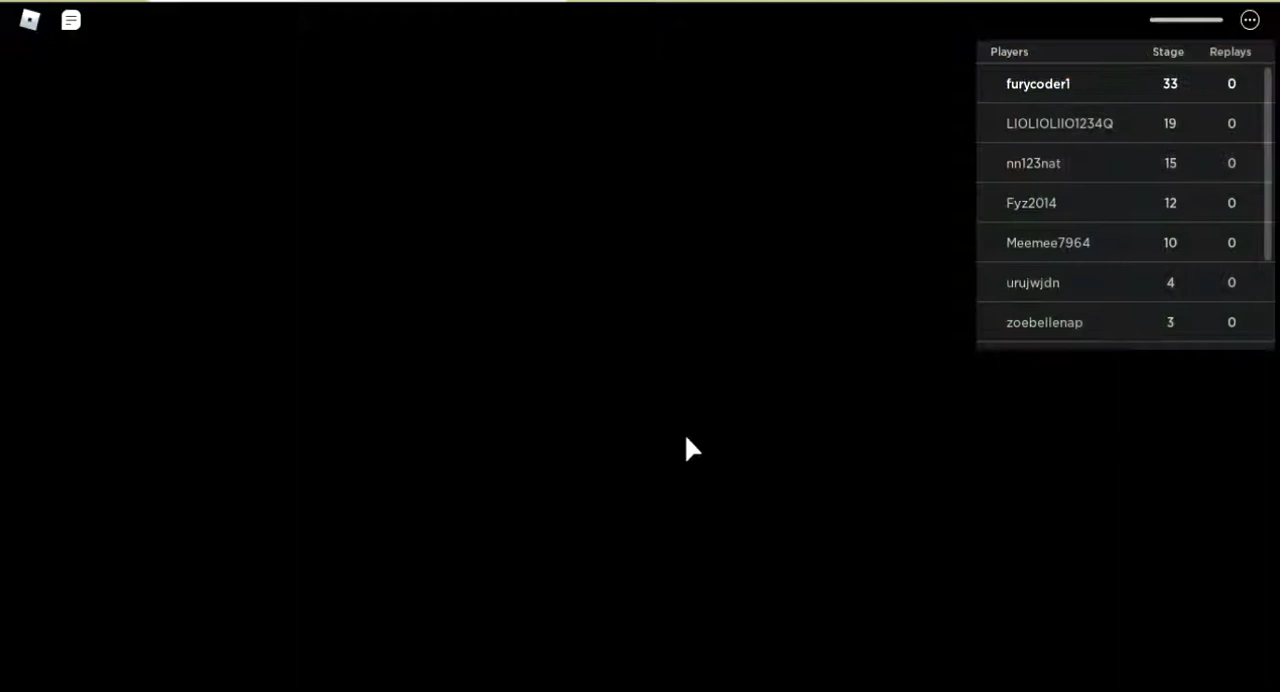 Players Stage Replays
furycoder1 33 0
LIOLIOLIIO1234Q 19 0
nn123nat 15 0
Fyz2014 12 0
Meemee7964 10 0
urujwjdn 4 0
zoebellenap 3 0